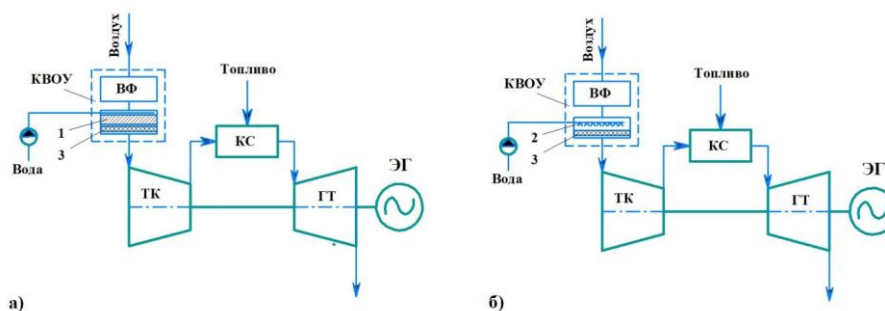 Воздух
КВОУ
ВФ
Топливо
1
3
КС
Вода
ЭГ
ТК
ГТ
а)
Воздух
КВОУ
ВФ
Топливо
2
3
КС
Вода
ЭГ
ТК
ГТ
б)